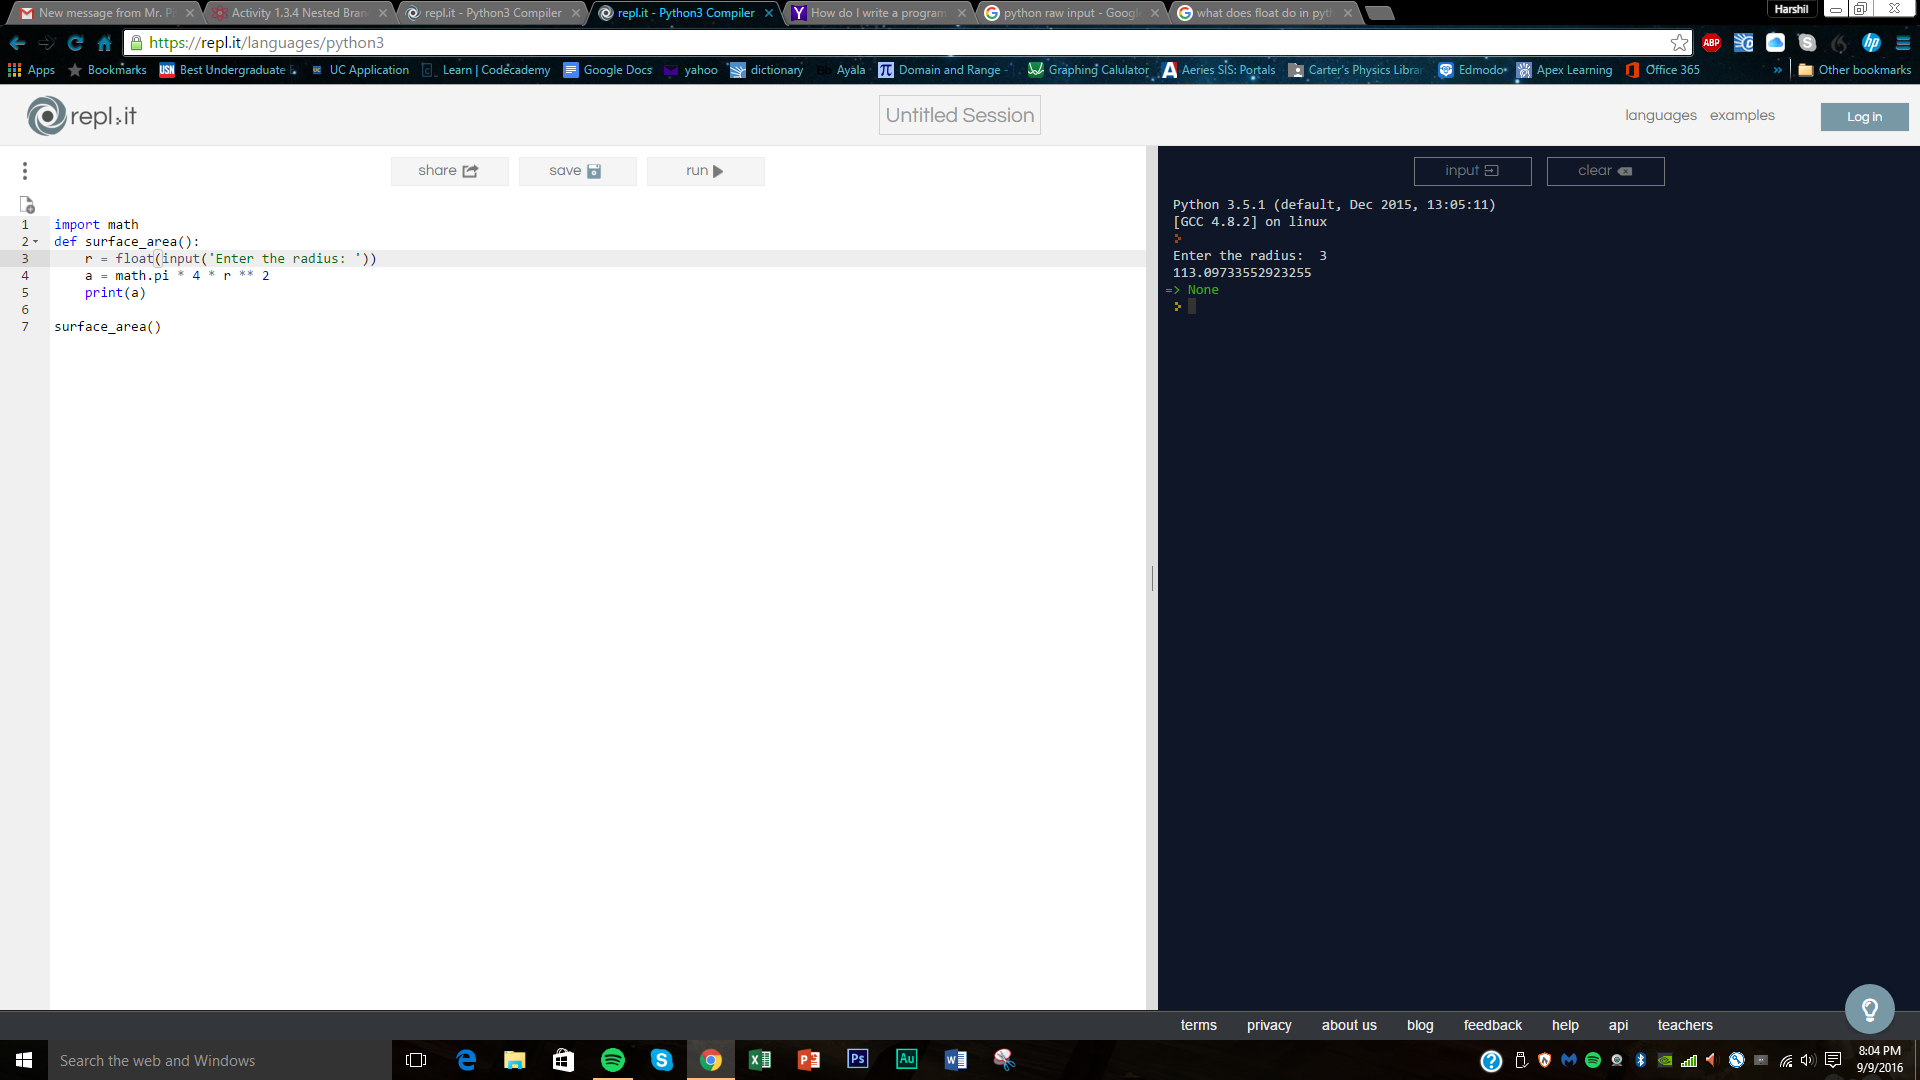 New message from Mr. P
Activity 1.3.4 Nested Bran
repl.it - Python3 Compiler
repl.it - Python3 Compiler
How do I write a program
python raw input - Googl
what does float do in pyth
Harshil
https://repl.it/languages/python3
ABP
hp
Apps
Bookmarks
USN Best Undergraduate E
UC Application
Learn | Codecademy
Google Docs
yahoo
dictionary
Bb Ayala
Domain and Range -
Graphing Calulator
Aeries SIS: Portals
Carter's Physics Librar
Edmodo
Apex Learning
Office 365
»
Other bookmarks
repl.it
Untitled Session
languages
examples
Log in
share
save
run
input
clear
1 import math
2 def surface_area():
3 r = float(input('Enter the radius: '))
4 a = math.pi * 4 * r ** 2
5 print(a)
6
7 surface_area()
Python 3.5.1 (default, Dec 2015, 13:05:11)
[GCC 4.8.2] on linux
Enter the radius:  3
113.09733552923255
=> None
terms
privacy
about us
blog
feedback
help
api
teachers
Search the web and Windows
Ps
Au
8:04 PM
9/9/2016